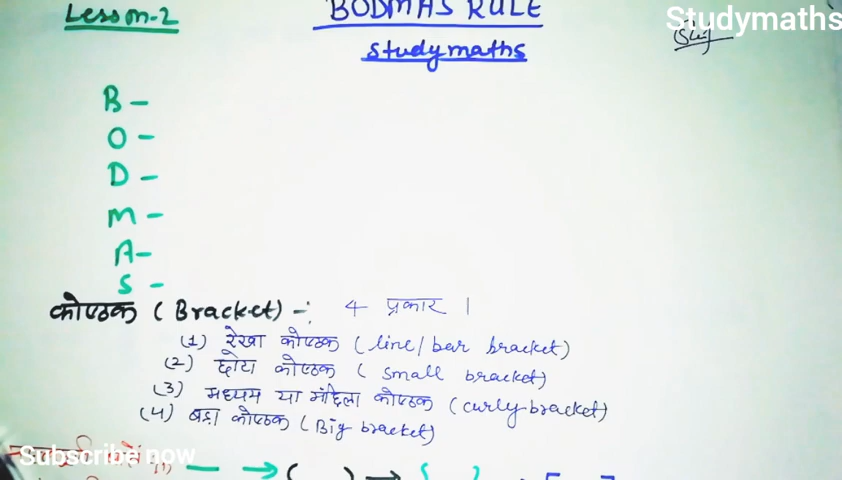 Lesson-2 BODMAS RULE Studymaths
studymaths
B -
O -
D -
M -
A -
S -
कोष्ठक ( Bracket) -: 4 प्रकार ।
(1) रेखा कोष्ठक ( line/ bar bracket)
(2) छोटा कोष्ठक ( small bracket)
(3) मध्यम या मंझिला कोष्ठक (curly bracket)
(4) बड़ा कोष्ठक ( Big bracket)
Subscribe now
— → ( ) →